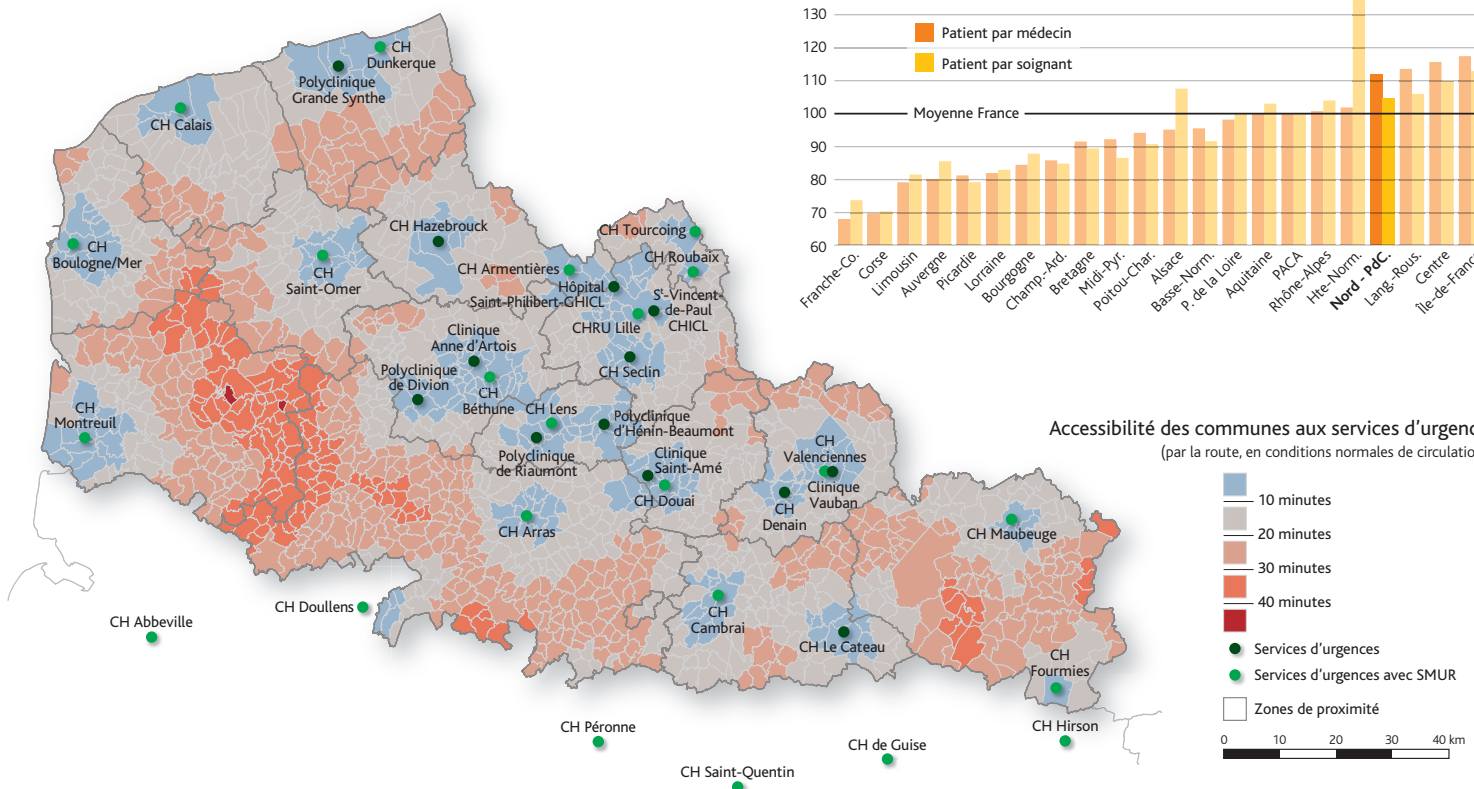 130
120
110
100
90
80
70
60
Patient par médecin
Patient par soignant
Moyenne France
Franche-Co.
Corse
Limousin
Auvergne
Picardie
Lorraine
Bourgogne
Champ.-Ard.
Bretagne
Midi-Pyr.
Poitou-Char.
Alsace
Basse-Norm.
P. de la Loire
Aquitaine
PACA
Rhône-Alpes
Hte-Norm.
Nord - PdC.
Lang-Rous.
Centre
Île-de-Franc
CH
Dunkerque
Polyclinique
Grande Synthe
CH Calais
CH
Boulogne/Mer
CH
Saint-Omer
CH Hazebrouck
CH Tourcoing
CH Roubaix
CH Armentières
Hôpital
Saint-Philibert-GHICL
St-Vincent-
de-Paul
CHICL
CHRU Lille
CH Seclin
Clinique
Anne d'Artois
Polyclinique
de Divion
CH
Béthune
CH
Montreuil
CH Lens
Polyclinique
d'Hénin-Beaumont
Polyclinique
de Riaumont
Clinique
Saint-Amé
CH Douai
CH
Valenciennes
Clinique
Vauban
CH
Denain
CH Arras
CH Maubeuge
CH
Cambrai
CH Le Cateau
CH
Fourmies
CH Doullens
CH Abbeville
CH Péronne
CH Saint-Quentin
CH de Guise
CH Hirson
Accessibilité des communes aux services d'urgenc
(par la route, en conditions normales de circulatio
10 minutes
20 minutes
30 minutes
40 minutes
Services d'urgences
Services d'urgences avec SMUR
Zones de proximité
0 10 20 30 40 km